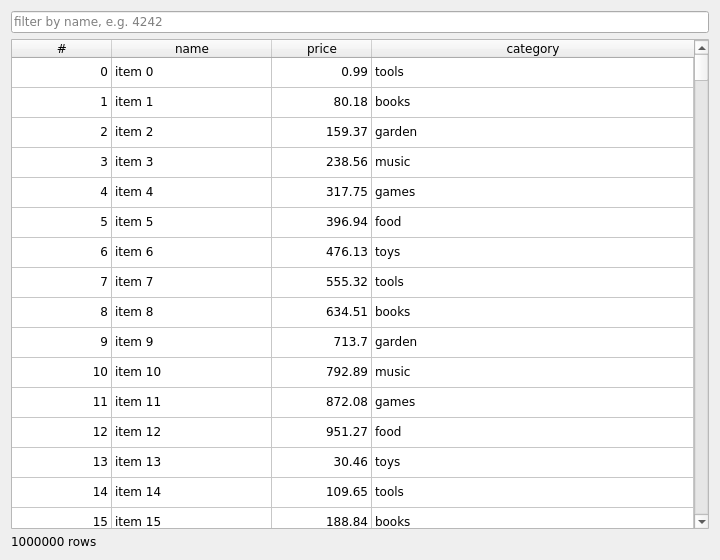 filter by name, e.g. 4242
# name price category
0 item 0 0.99 tools
1 item 1 80.18 books
2 item 2 159.37 garden
3 item 3 238.56 music
4 item 4 317.75 games
5 item 5 396.94 food
6 item 6 476.13 toys
7 item 7 555.32 tools
8 item 8 634.51 books
9 item 9 713.7 garden
10 item 10 792.89 music
11 item 11 872.08 games
12 item 12 951.27 food
13 item 13 30.46 toys
14 item 14 109.65 tools
15 item 15 188.84 books
1000000 rows